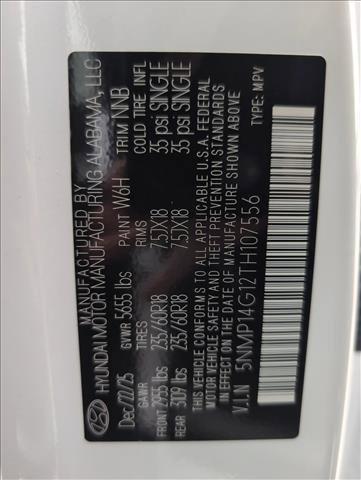 MANUFACTURED BY
HYUNDAI MOTOR MANUFACTURING ALABAMA, LLC
Dec/22/25 PAINT W6H TRIM NNB
GVWR 5655 lbs
GAWR TIRES RIMS COLD TIRE INFL
FRONT 2955 lbs 235/60R18 7.5JX18 35 psi SINGLE
REAR 3109 lbs 235/60R18 7.5JX18 35 psi SINGLE
THIS VEHICLE CONFORMS TO ALL APPLICABLE U.S.A. FEDERAL
MOTOR VEHICLE SAFETY AND THEFT PREVENTION STANDARDS
IN EFFECT ON THE DATE OF MANUFACTURE SHOWN ABOVE.
V.I.N 5NMP14G12TH107556 TYPE: MPV